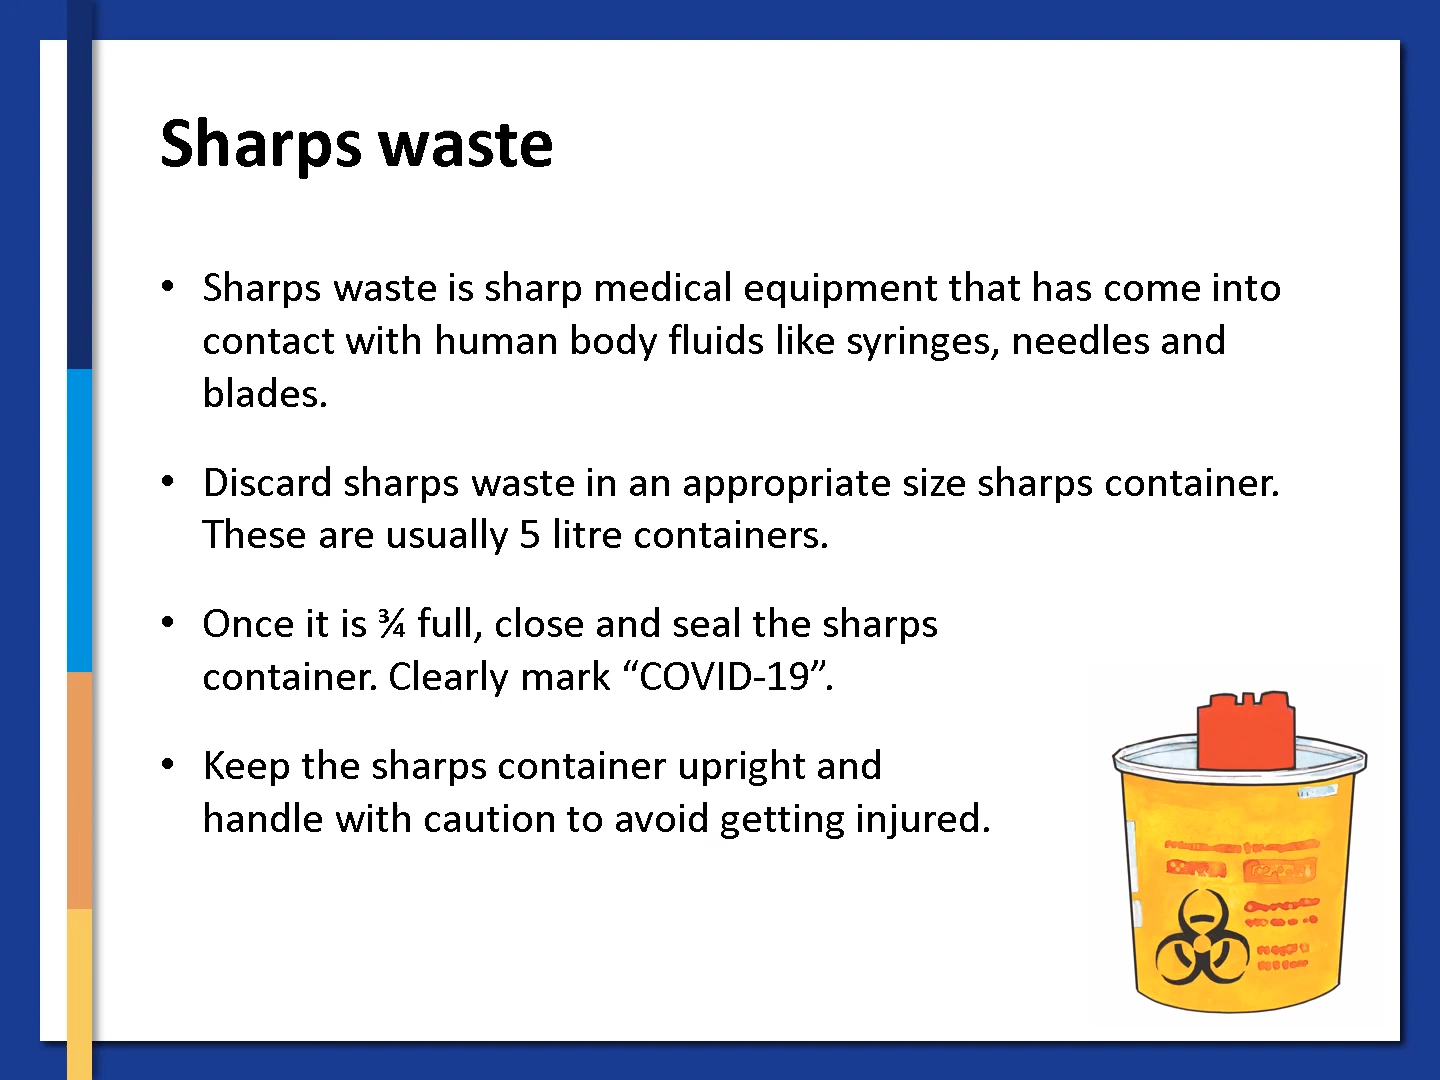 Sharps waste
• Sharps waste is sharp medical equipment that has come into
contact with human body fluids like syringes, needles and
blades.
• Discard sharps waste in an appropriate size sharps container.
These are usually 5 litre containers.
• Once it is ¾ full, close and seal the sharps
container. Clearly mark “COVID-19”.
• Keep the sharps container upright and
handle with caution to avoid getting injured.